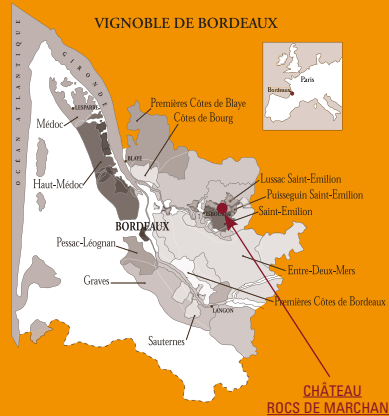 VIGNOBLE DE BORDEAUX
OCÉAN ATLANTIQUE
GIRONDE
Paris
Bordeaux
LESPARRE
Premières Côtes de Blaye
Côtes de Bourg
Médoc
BLAYE
Haut-Médoc
Lussac Saint-Emilion
Puisseguin Saint-Emilion
Saint-Emilion
BORDEAUX
Pessac-Léognan
Entre-Deux-Mers
Graves
Premières Côtes de Bordeaux
LANGON
Sauternes
CHÂTEAU
ROCS DE MARCHAN